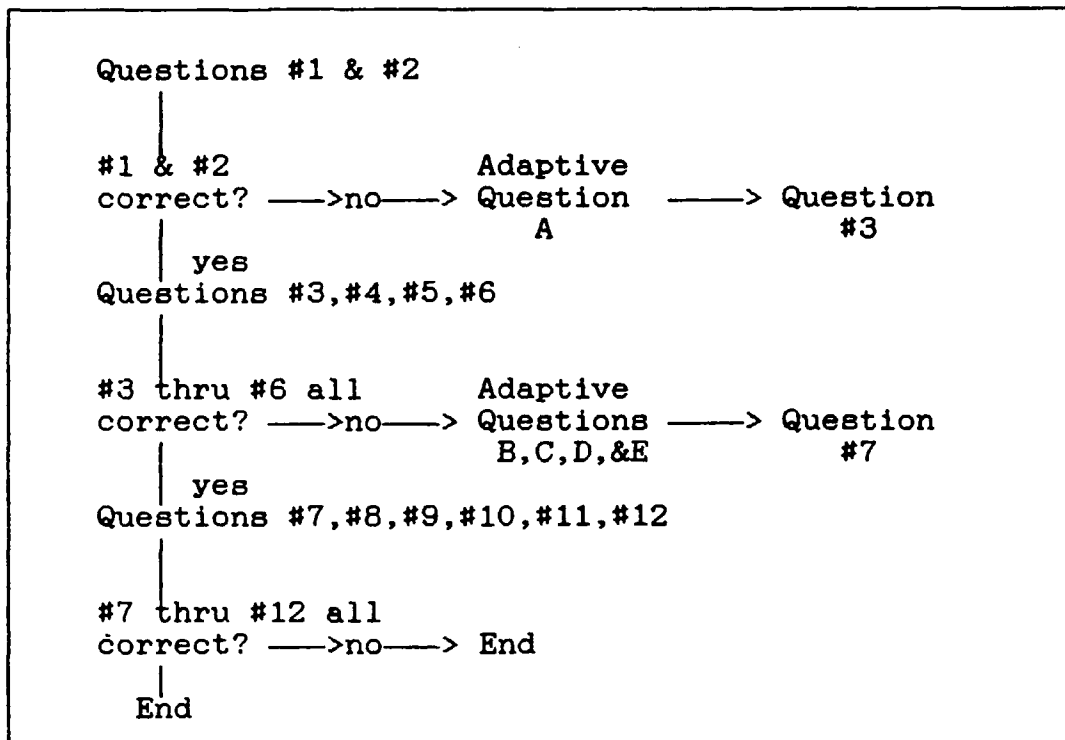 Questions #1 & #2
#1 & #2 Adaptive
correct? —>no—> Question —> Question
A #3
yes
Questions #3,#4,#5,#6
#3 thru #6 all Adaptive
correct? —>no—> Questions —> Question
B,C,D,&E #7
yes
Questions #7,#8,#9,#10,#11,#12
#7 thru #12 all
correct? —>no—> End
End